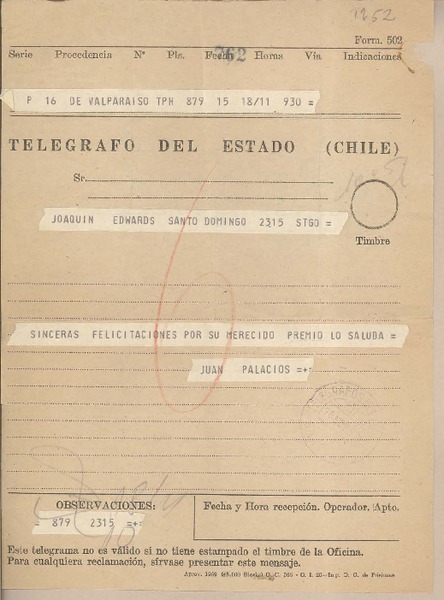 1252
Form. 502
Serie Procedencia Nº Pls. Fecha Horas Vía Indicaciones
762
P 16 DE VALPARAISO TPH 879 15 18/11 930 =
TELEGRAFO DEL ESTADO (CHILE)
Sr.
JOAQUIN EDWARDS SANTO DOMINGO 2315 STGO =
Timbre
SINCERAS FELICITACIONES POR SU MERECIDO PREMIO LO SALUDA =
JUAN PALACIOS =+=
OBSERVACIONES:
Fecha y Hora recepción. Operador. Apto.
= 879 2315 =+=
Este telegrama no es válido si no tiene estampado el timbre de la Oficina.
Para cualquiera reclamación, sírvase presentar este mensaje.